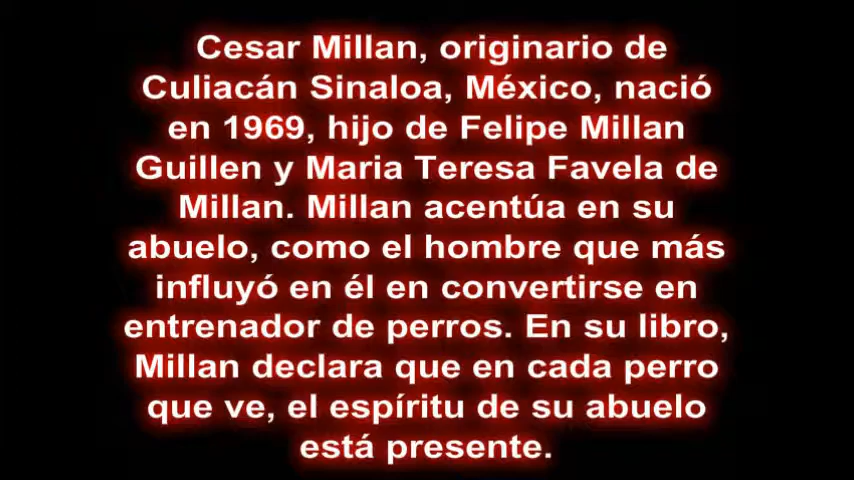 Cesar Millan, originario de
Culiacán Sinaloa, México, nació
en 1969, hijo de Felipe Millan
Guillen y Maria Teresa Favela de
Millan. Millan acentúa en su
abuelo, como el hombre que más
influyó en él en convertirse en
entrenador de perros. En su libro,
Millan declara que en cada perro
que ve, el espíritu de su abuelo
está presente.